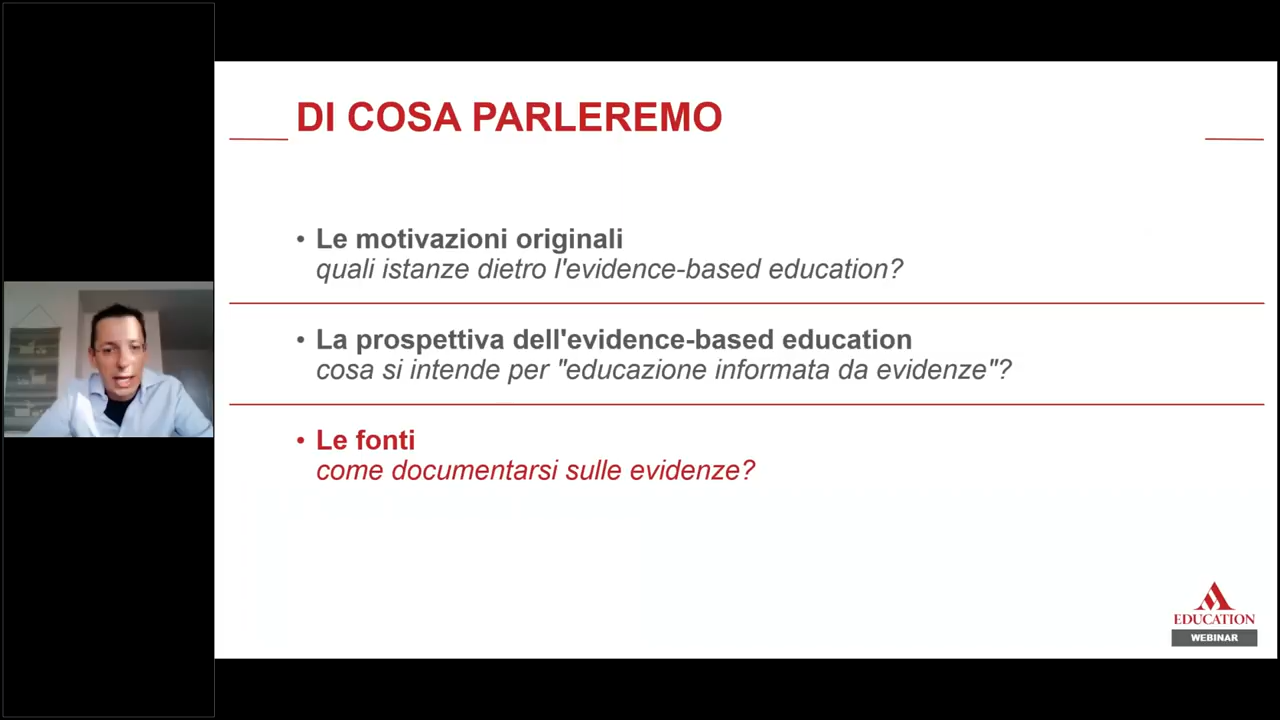 DI COSA PARLEREMO
• Le motivazioni originali
quali istanze dietro l'evidence-based education?
• La prospettiva dell'evidence-based education
cosa si intende per "educazione informata da evidenze"?
• Le fonti
come documentarsi sulle evidenze?
EDUCATION
WEBINAR